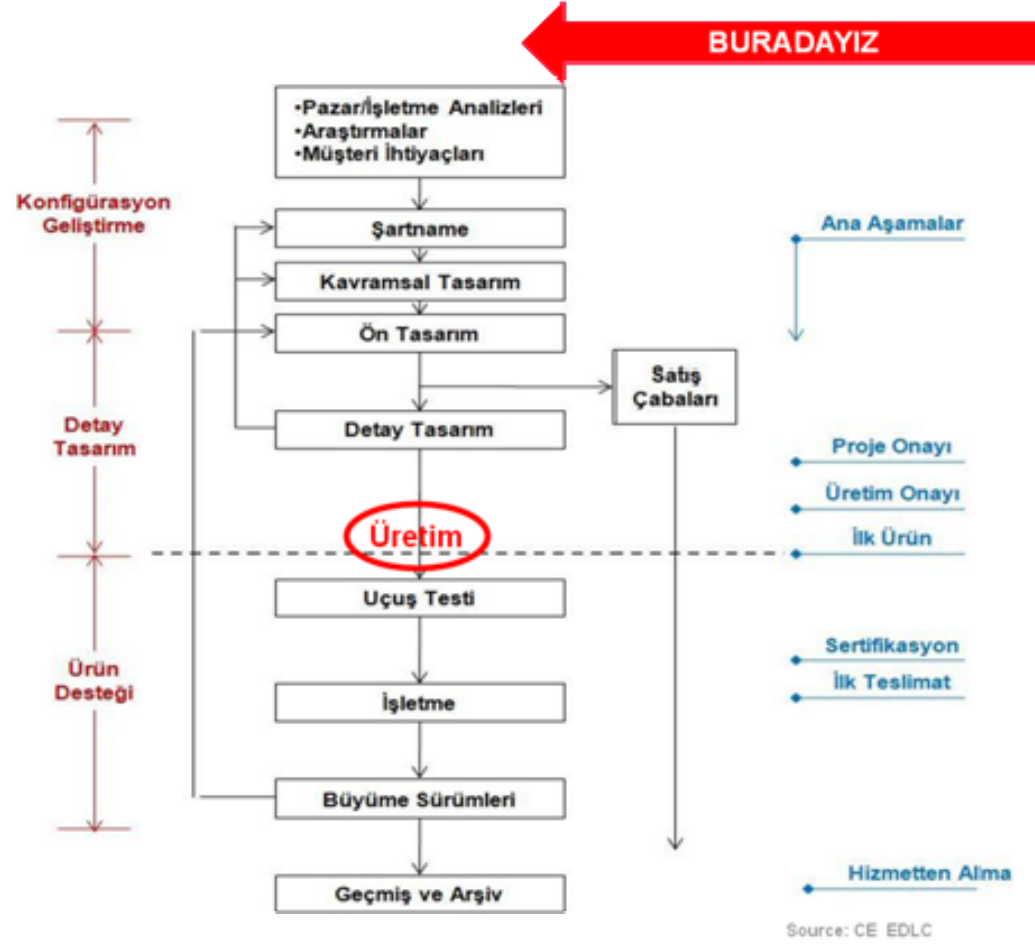 BURADAYIZ
•Pazar/İşletme Analizleri
•Araştırmalar
•Müşteri İhtiyaçları
Konfigürasyon
Geliştirme
Şartname
Ana Aşamalar
Kavramsal Tasarım
Ön Tasarım
Satış
Çabaları
Detay
Tasarım
Detay Tasarım
Proje Onayı
Üretim Onayı
Üretim
İlk Ürün
Uçuş Testi
Sertifikasyon
Ürün
Desteği
İlk Teslimat
İşletme
Büyüme Sürümleri
Hizmetten Alma
Geçmiş ve Arşiv
Source: CE EDLC